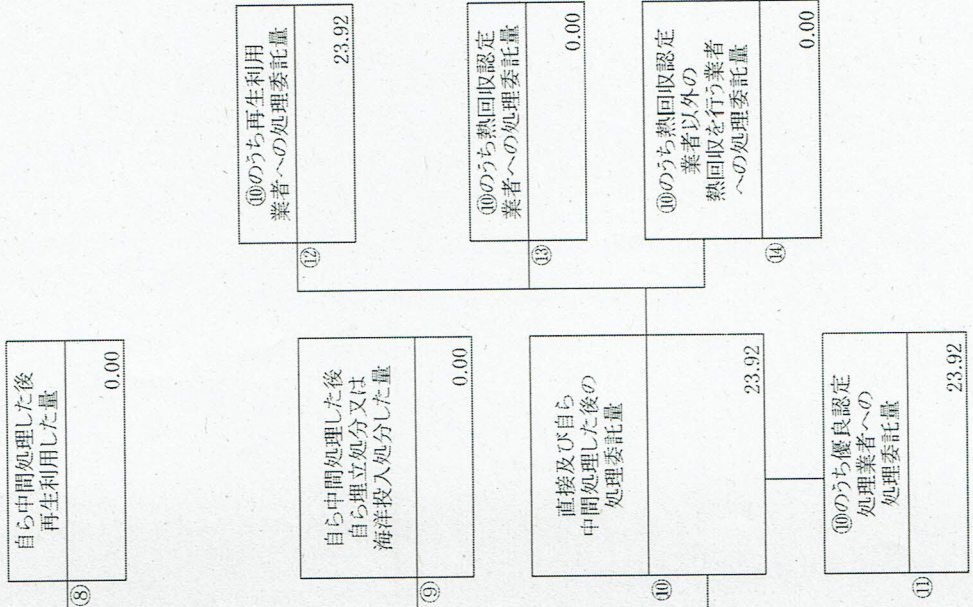 ⑧
自ら中間処理した後
再生利用した量
0.00
⑨
自ら中間処理した後
自ら埋立処分又は
海洋投入処分した量
0.00
⑩
直接及び自ら
中間処理した後の
処理委託量
23.92
⑪
⑩のうち優良認定
処理業者への
処理委託量
23.92
⑫
⑩のうち再生利用
業者への処理委託量
23.92
⑬
⑩のうち熱回収認定
業者への処理委託量
0.00
⑭
⑩のうち熱回収認定
業者以外の
熱回収を行う業者
への処理委託量
0.00